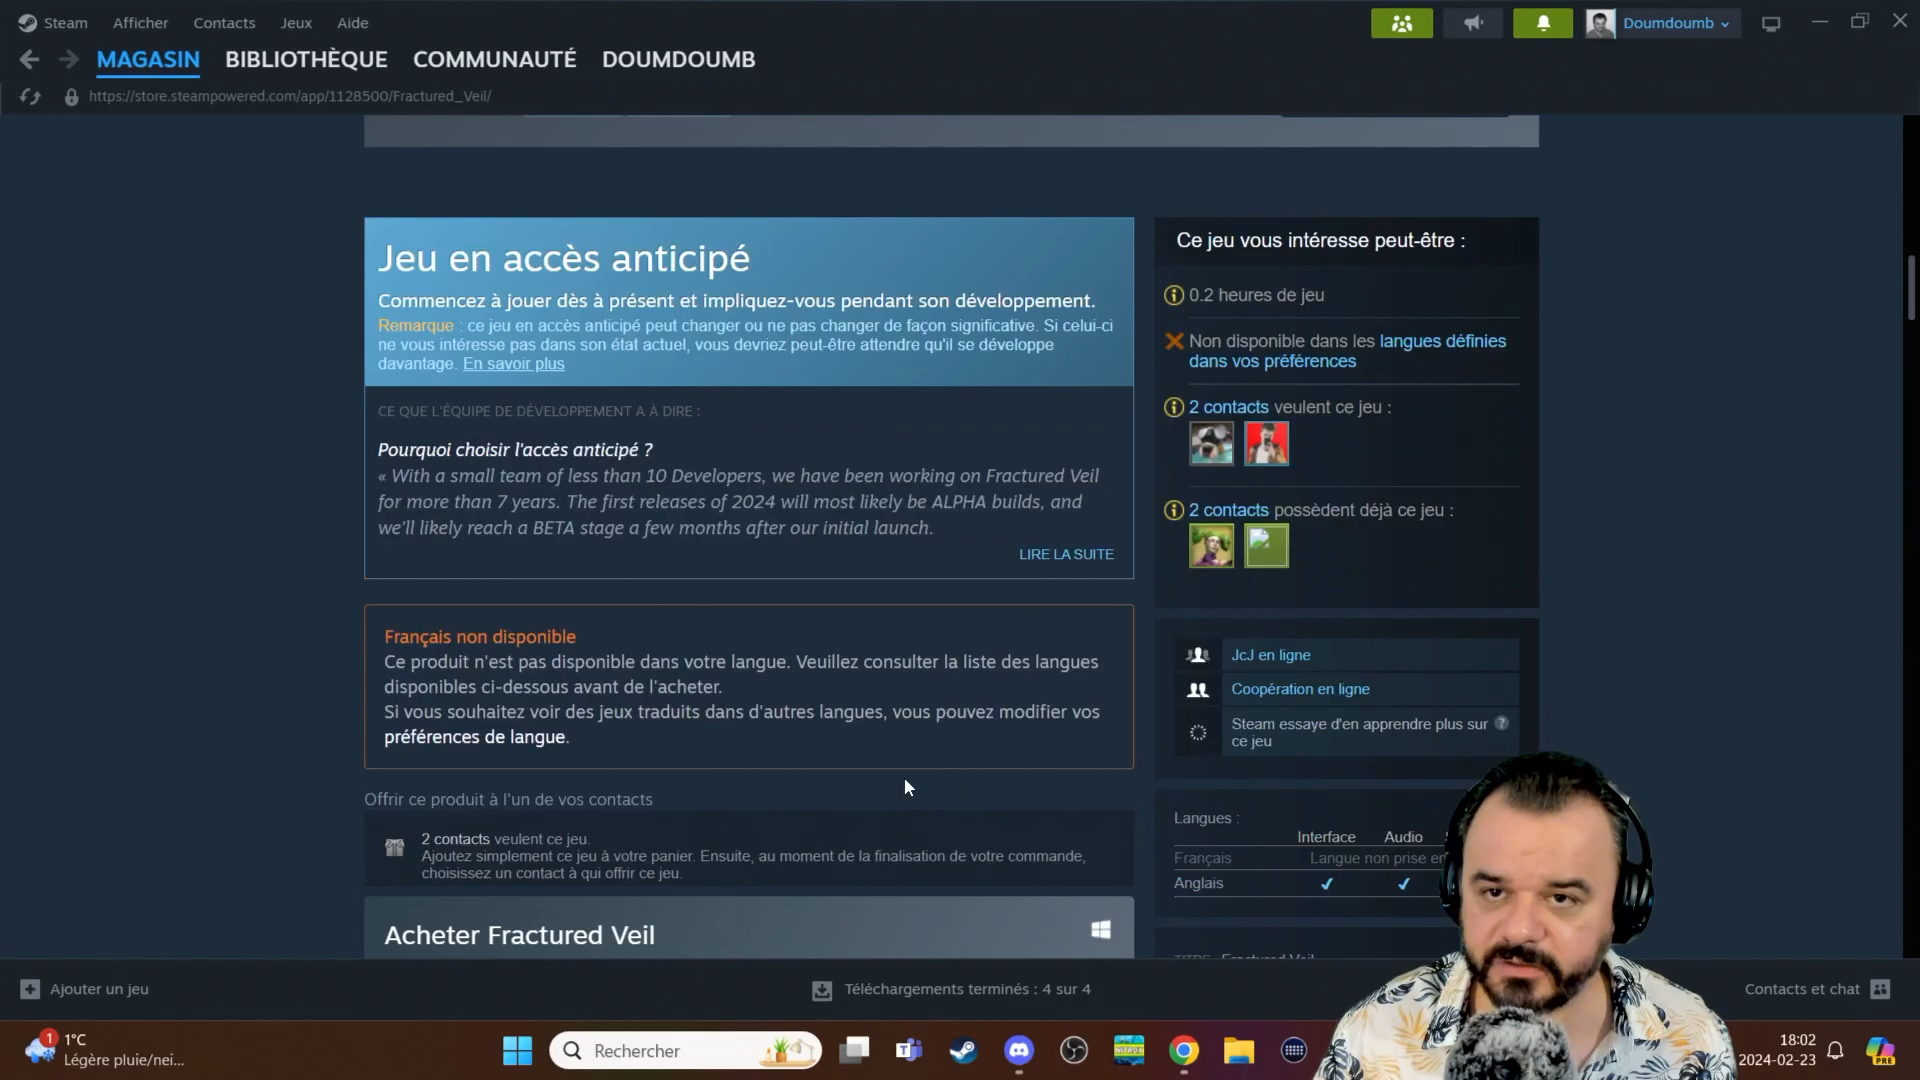 Steam Afficher Contacts Jeux Aide
Doumdoumb
MAGASIN BIBLIOTHÈQUE COMMUNAUTÉ DOUMDOUMB
https://store.steampowered.com/app/1128500/Fractured_Veil/
Jeu en accès anticipé
Commencez à jouer dès à présent et impliquez-vous pendant son développement.
Remarque : ce jeu en accès anticipé peut changer ou ne pas changer de façon significative. Si celui-ci
ne vous intéresse pas dans son état actuel, vous devriez peut-être attendre qu'il se développe
davantage. En savoir plus
CE QUE L'ÉQUIPE DE DÉVELOPPEMENT A À DIRE :
Pourquoi choisir l'accès anticipé ?
« With a small team of less than 10 Developers, we have been working on Fractured Veil
for more than 7 years. The first releases of 2024 will most likely be ALPHA builds, and
we'll likely reach a BETA stage a few months after our initial launch.
LIRE LA SUITE
Français non disponible
Ce produit n'est pas disponible dans votre langue. Veuillez consulter la liste des langues
disponibles ci-dessous avant de l'acheter.
Si vous souhaitez voir des jeux traduits dans d'autres langues, vous pouvez modifier vos
préférences de langue.
Offrir ce produit à l'un de vos contacts
2 contacts veulent ce jeu.
Ajoutez simplement ce jeu à votre panier. Ensuite, au moment de la finalisation de votre commande,
choisissez un contact à qui offrir ce jeu.
Acheter Fractured Veil
Ce jeu vous intéresse peut-être :
0.2 heures de jeu
Non disponible dans les langues définies
dans vos préférences
2 contacts veulent ce jeu :
2 contacts possèdent déjà ce jeu :
JcJ en ligne
Coopération en ligne
Steam essaye d'en apprendre plus sur ?
ce jeu
Langues :
Interface Audio
Français Langue non prise en
Anglais
Ajouter un jeu
Téléchargements terminés : 4 sur 4
Contacts et chat
1
1°C
Légère pluie/nei...
Rechercher
NITROX
18:02
2024-02-23
PRE